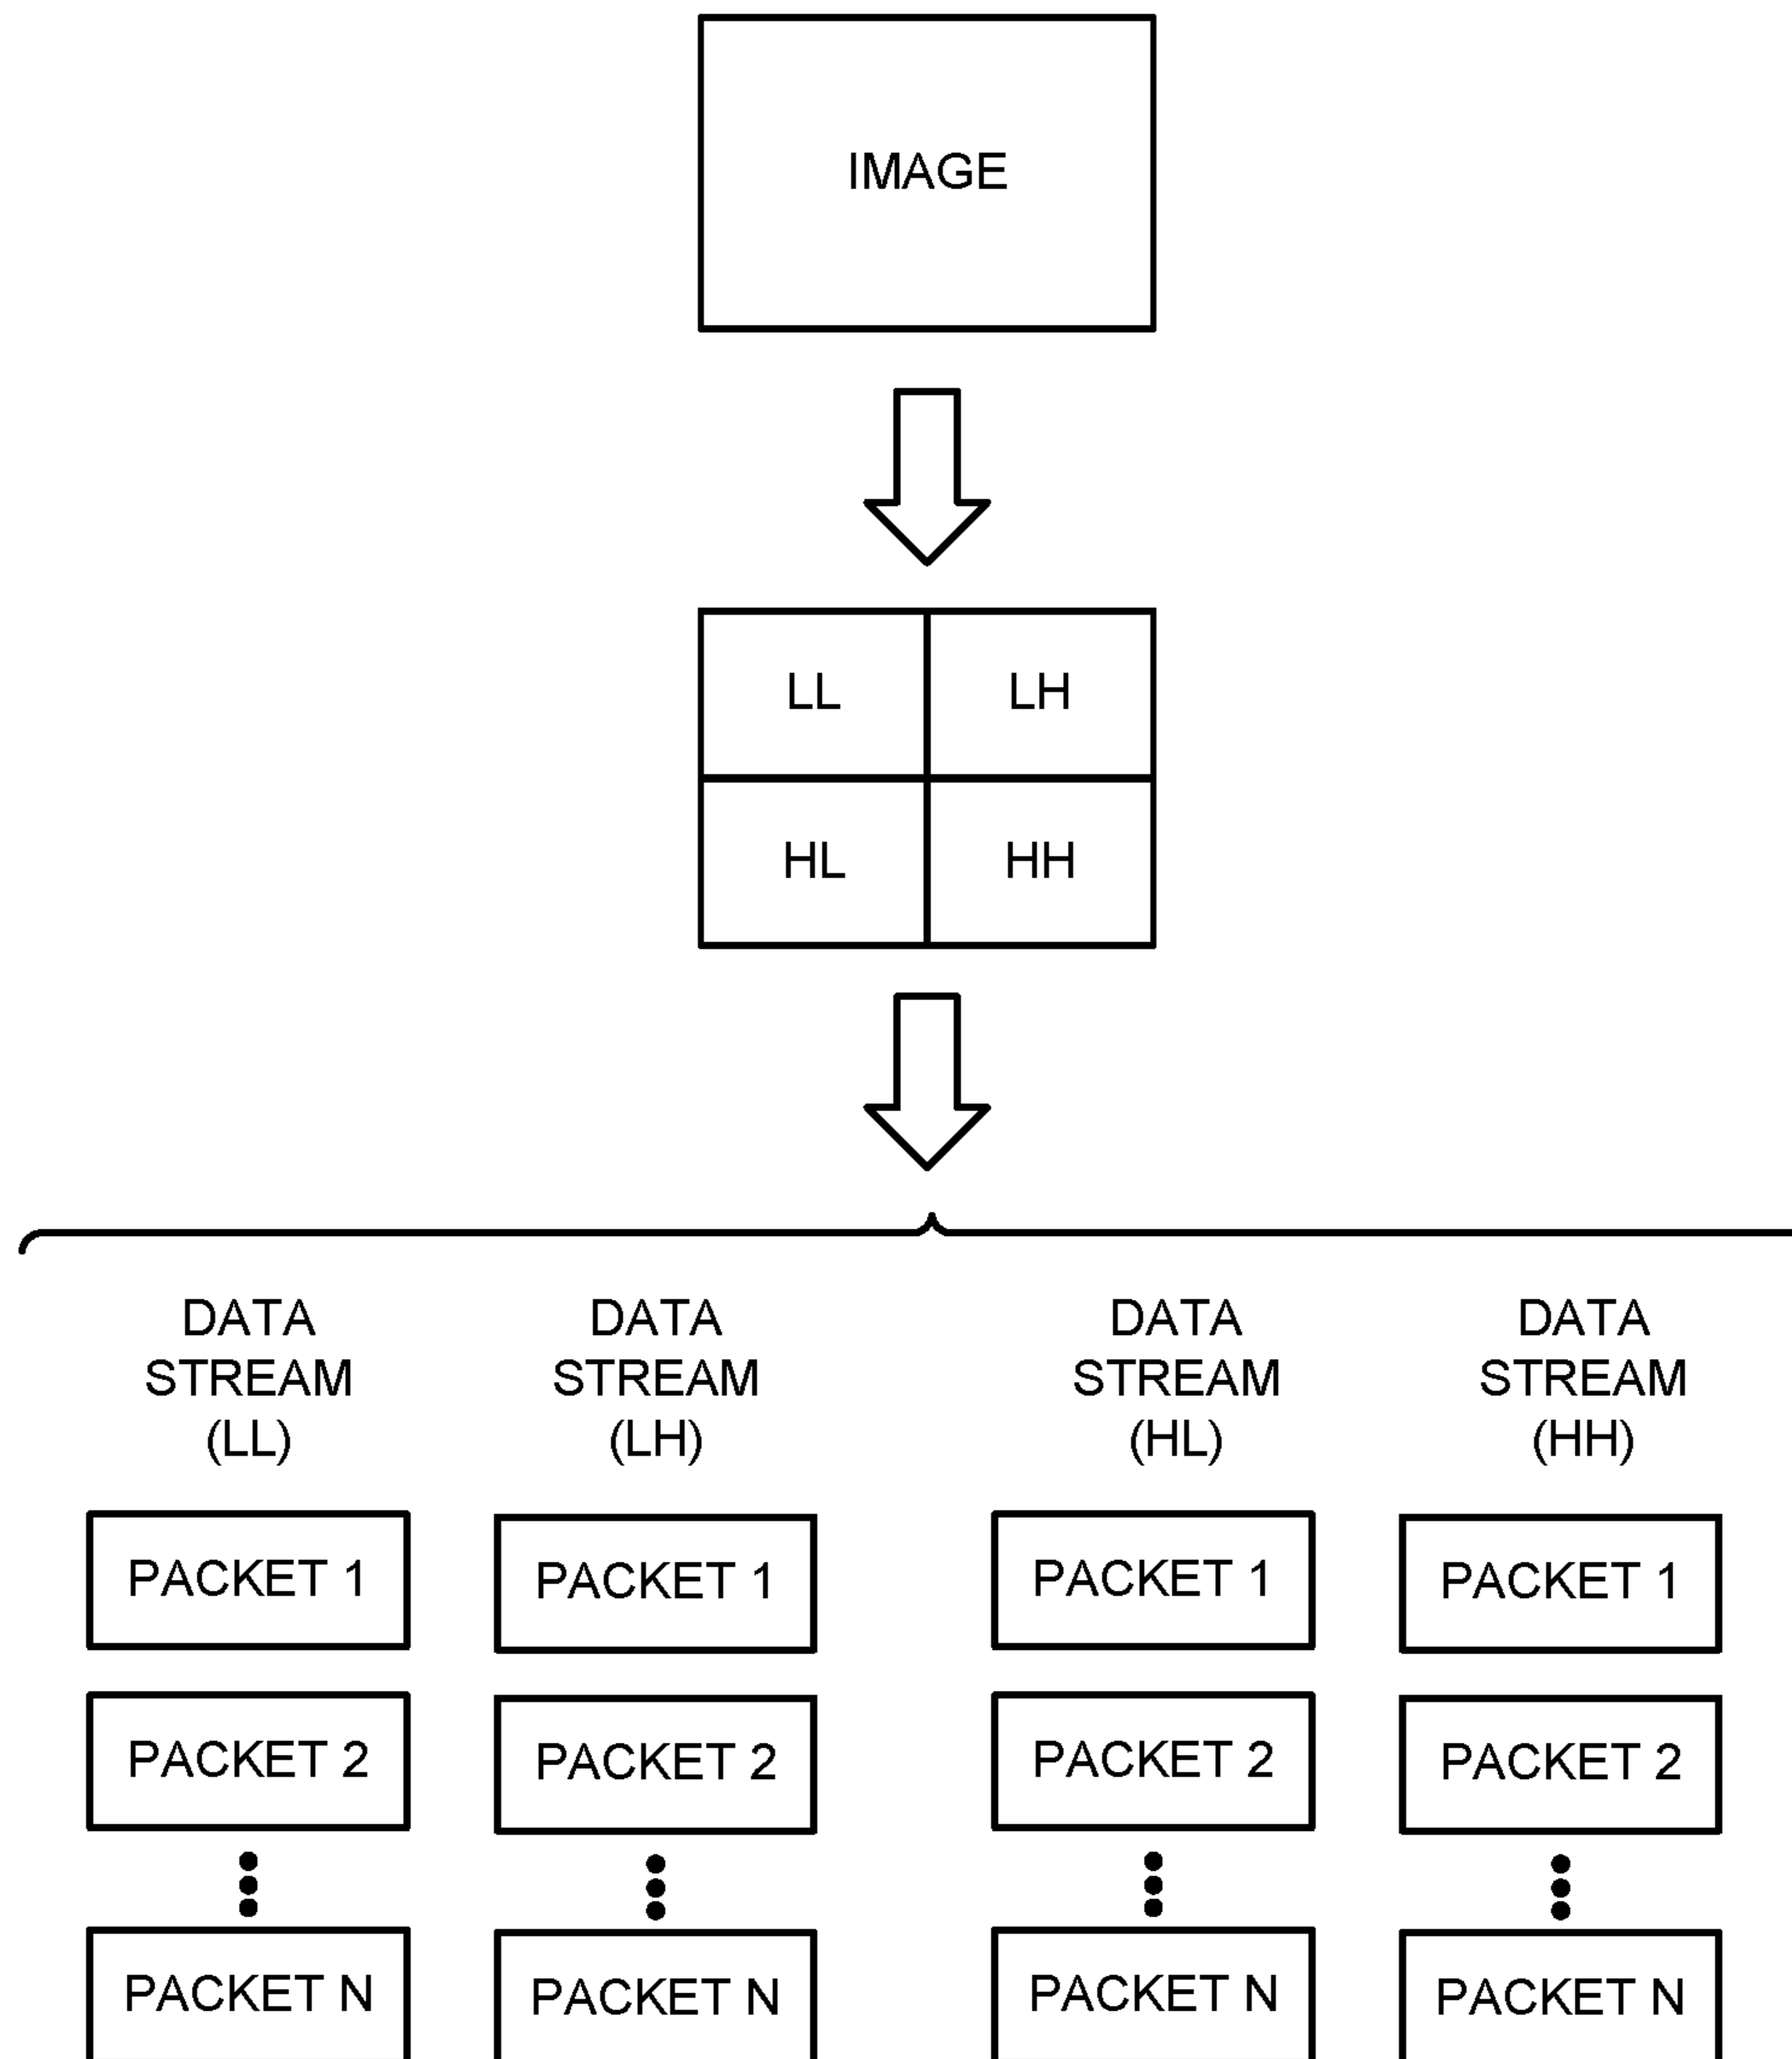 IMAGE
LL LH
HL HH
DATA STREAM (LL)
DATA STREAM (LH)
DATA STREAM (HL)
DATA STREAM (HH)
PACKET 1 PACKET 1 PACKET 1 PACKET 1
PACKET 2 PACKET 2 PACKET 2 PACKET 2
PACKET N PACKET N PACKET N PACKET N